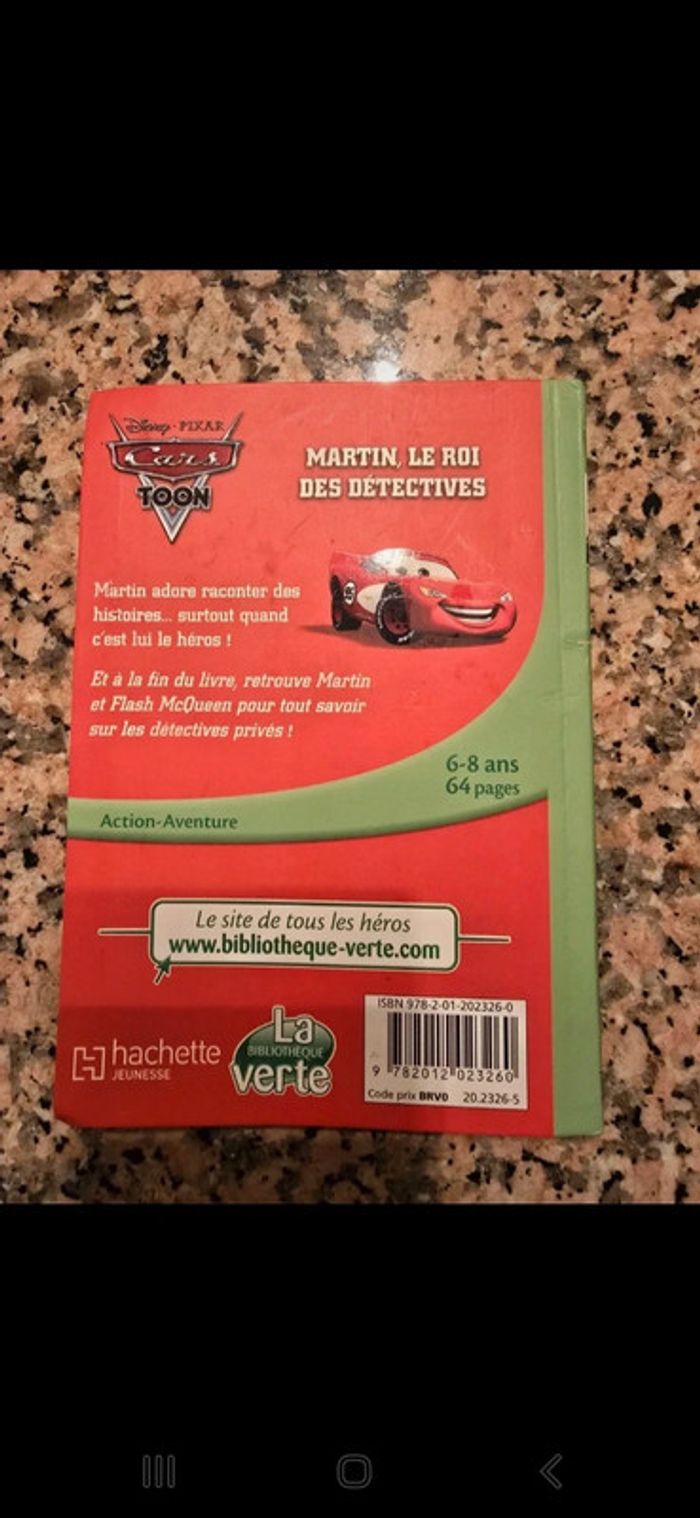 Disney · PIXAR
Cars
TOON
MARTIN, LE ROI
DES DÉTECTIVES
Martin adore raconter des
histoires... surtout quand
c'est lui le héros !
Et à la fin du livre, retrouve Martin
et Flash McQueen pour tout savoir
sur les détectives privés !
6-8 ans
64 pages
Action-Aventure
Le site de tous les héros
www.bibliotheque-verte.com
hachette
JEUNESSE
La
BIBLIOTHÈQUE
verte
ISBN 978-2-01-202326-0
9 782012 023260
Code prix BRV0 20.2326-5